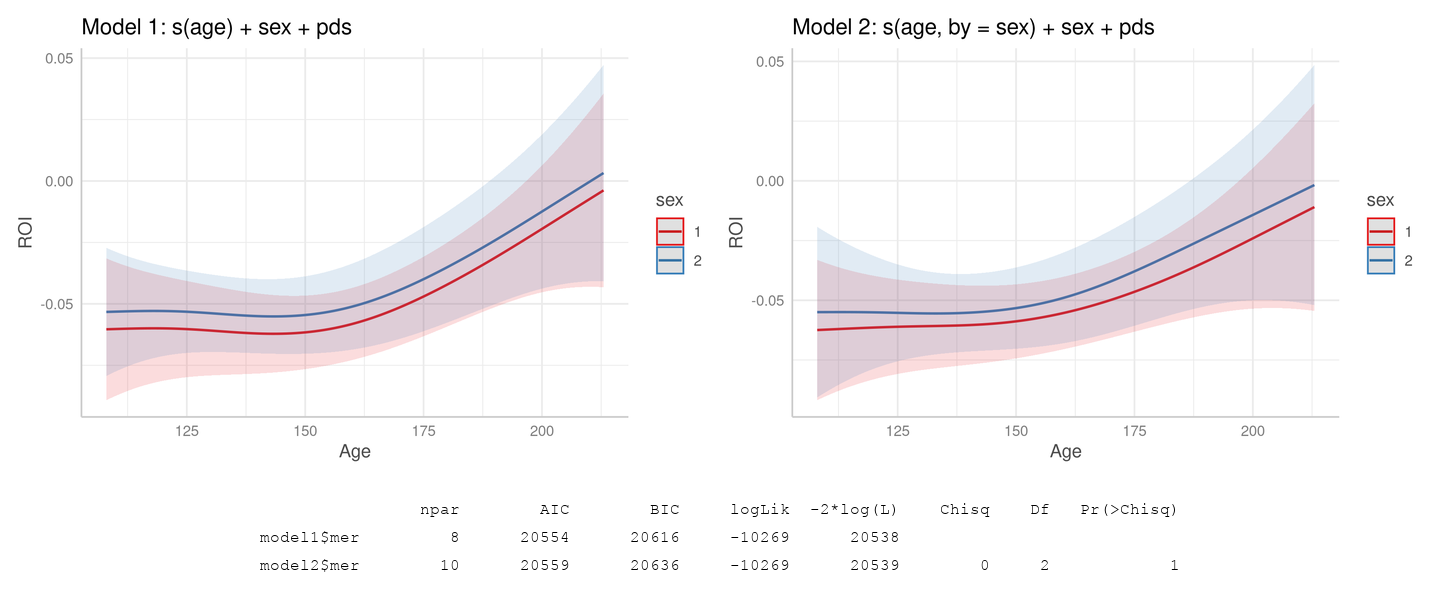 Model 1: s(age) + sex + pds
0.05
0.00
-0.05
ROI
125 150 175 200
Age
sex
1
2
Model 2: s(age, by = sex) + sex + pds
0.05
0.00
-0.05
ROI
125 150 175 200
Age
sex
1
2
npar AIC BIC logLik -2*log(L) Chisq Df Pr(>Chisq)
model1$mer 8 20554 20616 -10269 20538
model2$mer 10 20559 20636 -10269 20539 0 2 1